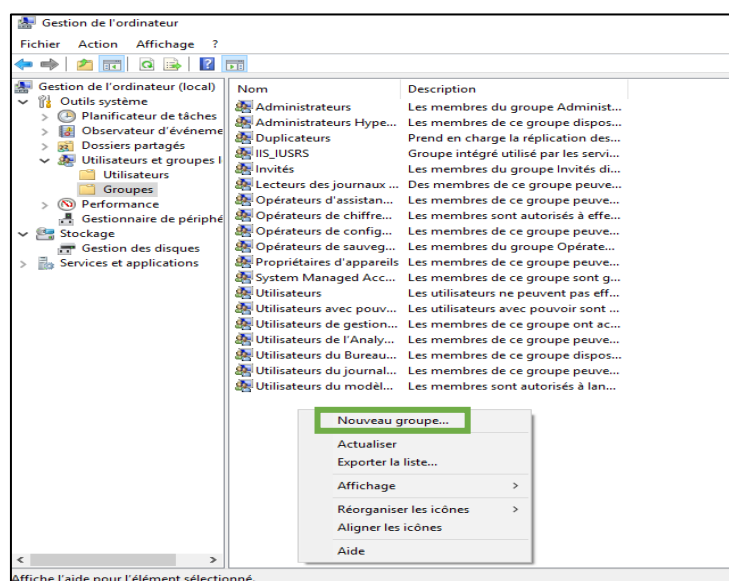 Gestion de l'ordinateur
Fichier Action Affichage ?
Gestion de l'ordinateur (local)
Outils système
Planificateur de tâches
Observateur d'événeme
Dossiers partagés
Utilisateurs et groupes l
Utilisateurs
Groupes
Performance
Gestionnaire de périphé
Stockage
Gestion des disques
Services et applications
Nom Description
Administrateurs Les membres du groupe Administ...
Administrateurs Hype... Les membres de ce groupe dispos...
Duplicateurs Prend en charge la réplication des...
IIS_IUSRS Groupe intégré utilisé par les servi...
Invités Les membres du groupe Invités di...
Lecteurs des journaux ... Des membres de ce groupe peuve...
Opérateurs d'assistan... Les membres de ce groupe peuve...
Opérateurs de chiffre... Les membres sont autorisés à effe...
Opérateurs de config... Les membres de ce groupe peuve...
Opérateurs de sauveg... Les membres du groupe Opérate...
Propriétaires d'appareils Les membres de ce groupe peuve...
System Managed Acc... Les membres de ce groupe sont g...
Utilisateurs Les utilisateurs ne peuvent pas eff...
Utilisateurs avec pouv... Les utilisateurs avec pouvoir sont ...
Utilisateurs de gestion... Les membres de ce groupe ont ac...
Utilisateurs de l'Analy... Les membres de ce groupe peuve...
Utilisateurs du Bureau... Les membres de ce groupe dispos...
Utilisateurs du journal... Les membres de ce groupe peuve...
Utilisateurs du modèl... Les membres sont autorisés à lan...
Nouveau groupe...
Actualiser
Exporter la liste...
Affichage
Réorganiser les icônes
Aligner les icônes
Aide
Affiche l'aide pour l'élément sélectionné.